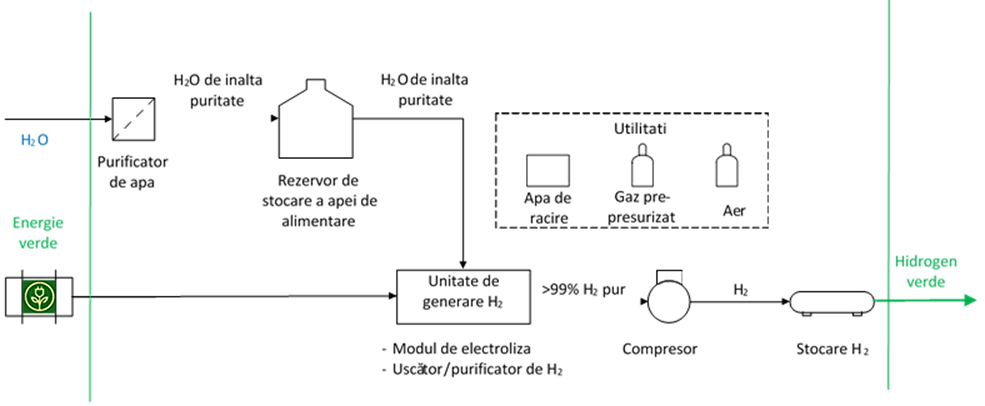 H₂O
Purificator
de apa
H₂O de inalta
puritate
Rezervor de
stocare a apei de
alimentare
H₂O de inalta
puritate
Utilitati
Apa de
racire
Gaz pre-
presurizat
Aer
Energie
verde
Unitate de
generare H₂
- Modul de electroliza
- Uscător/purificator de H₂
>99% H₂ pur
Compresor
H₂
Stocare H₂
Hidrogen
verde